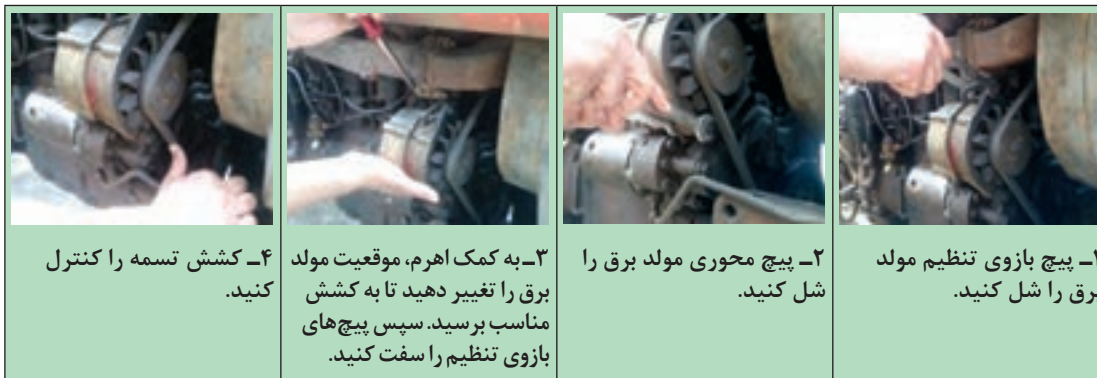 ۱ـ پیچ بازوی تنظیم مولد
برق را شل کنید.
۲ـ پیچ محوری مولد برق را
شل کنید.
۳ـ به کمک اهرم، موقعیت مولد
برق را تغییر دهید تا به کشش
مناسب برسید. سپس پیچ‌های
بازوی تنظیم را سفت کنید.
۴ـ کشش تسمه را کنترل
کنید.